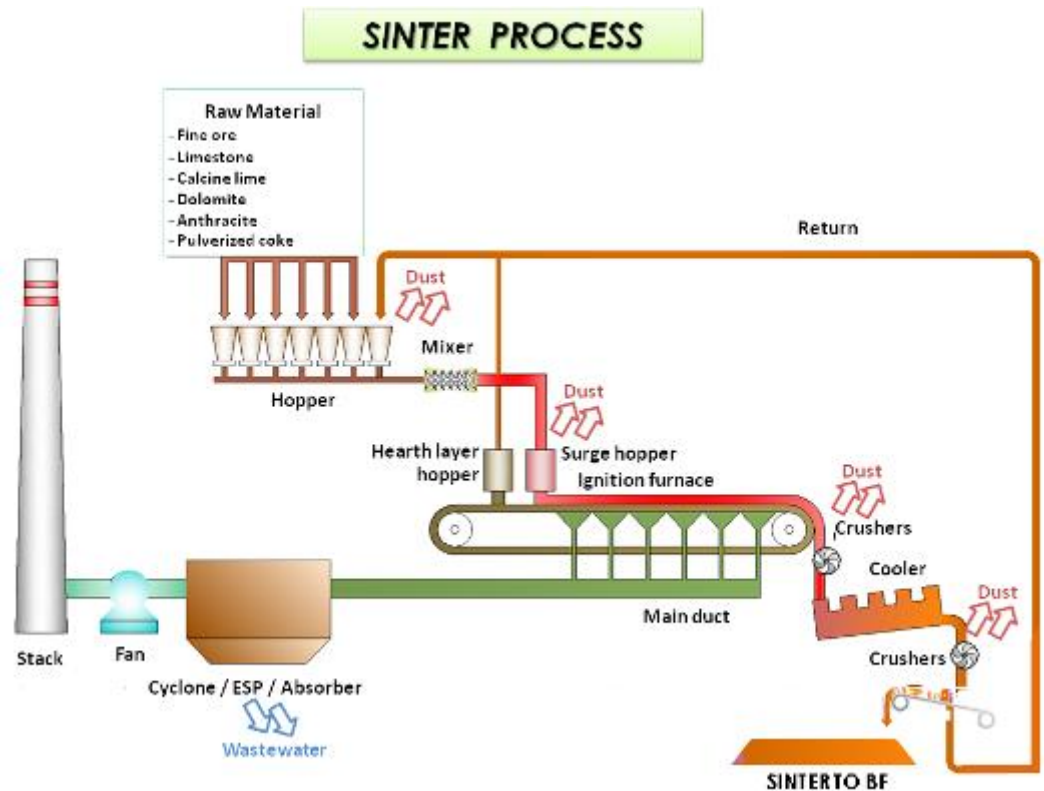 SINTER PROCESS
Raw Material
- Fine ore
- Limestone
- Calcine lime
- Dolomite
- Anthracite
- Pulverized coke
Return
Dust
Mixer
Hopper
Dust
Hearth layer
hopper
Surge hopper
Ignition furnace
Dust
Crushers
Cooler
Dust
Main duct
Crushers
Stack
Fan
Cyclone / ESP / Absorber
Wastewater
SINTERTO BF